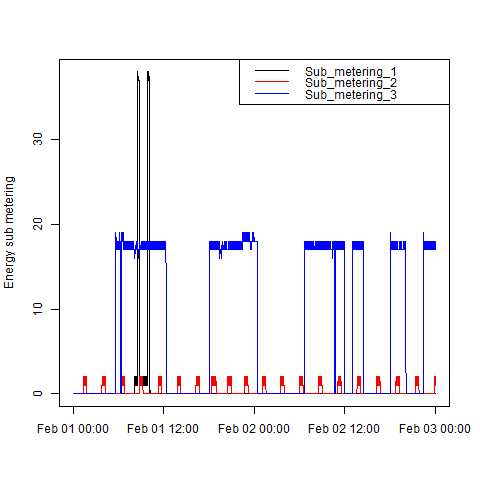 Sub_metering_1
Sub_metering_2
Sub_metering_3
Energy sub metering
30
20
10
0
Feb 01 00:00 Feb 01 12:00 Feb 02 00:00 Feb 02 12:00 Feb 03 00:00